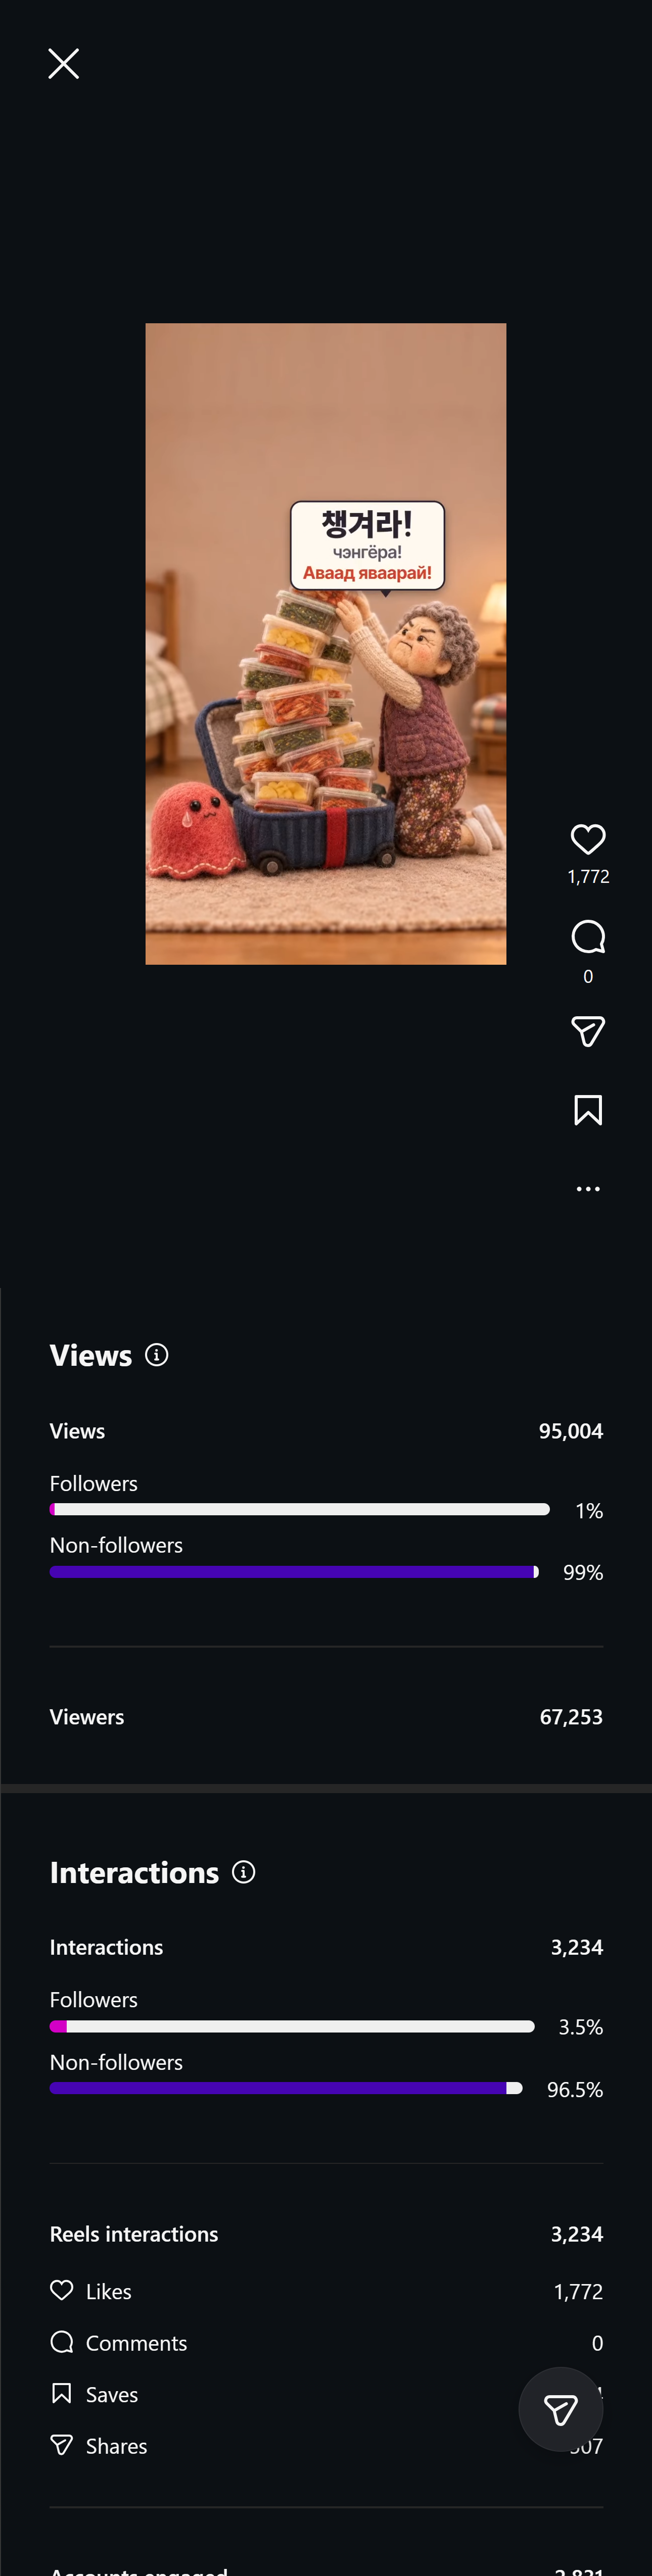 챙겨라!
чэнгёра!
Аваад яваарай!
1,772
0
Views
Views 95,004
Followers
1%
Non-followers
99%
Viewers 67,253
Interactions
Interactions 3,234
Followers
3.5%
Non-followers
96.5%
Reels interactions 3,234
Likes 1,772
Comments 0
Saves
Shares